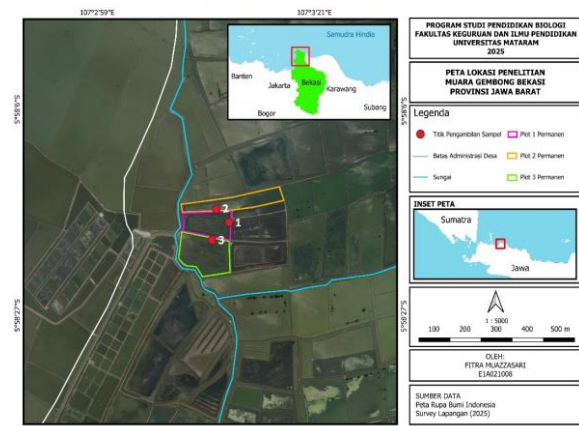 107°2'59"E
107°3'21"E
5°58'6"S
5°58'27"S
5°58'6"S
5°58'27"S
Samudra Hindia
Banten
Jakarta
Bekasi
Karawang
Bogor
Subang
2
1
3
PROGRAM STUDI PENDIDIKAN BIOLOGI
FAKULTAS KEGURUAN DAN ILMU PENDIDIKAN
UNIVERSITAS MATARAM
2025
PETA LOKASI PENELITIAN
MUARA GEMBONG BEKASI
PROVINSI JAWA BARAT
Legenda
Titik Pengambilan Sampel
Plot 1 Permanen
Batas Administrasi Desa
Plot 2 Permanen
Sungai
Plot 3 Permanen
INSET PETA
Sumatra
Jawa
1 : 5000
100 200 300 400 500 m
OLEH:
FITRA MUAZZASARI
E1A021008
SUMBER DATA
Peta Rupa Bumi Indonesia
Survey Lapangan (2025)